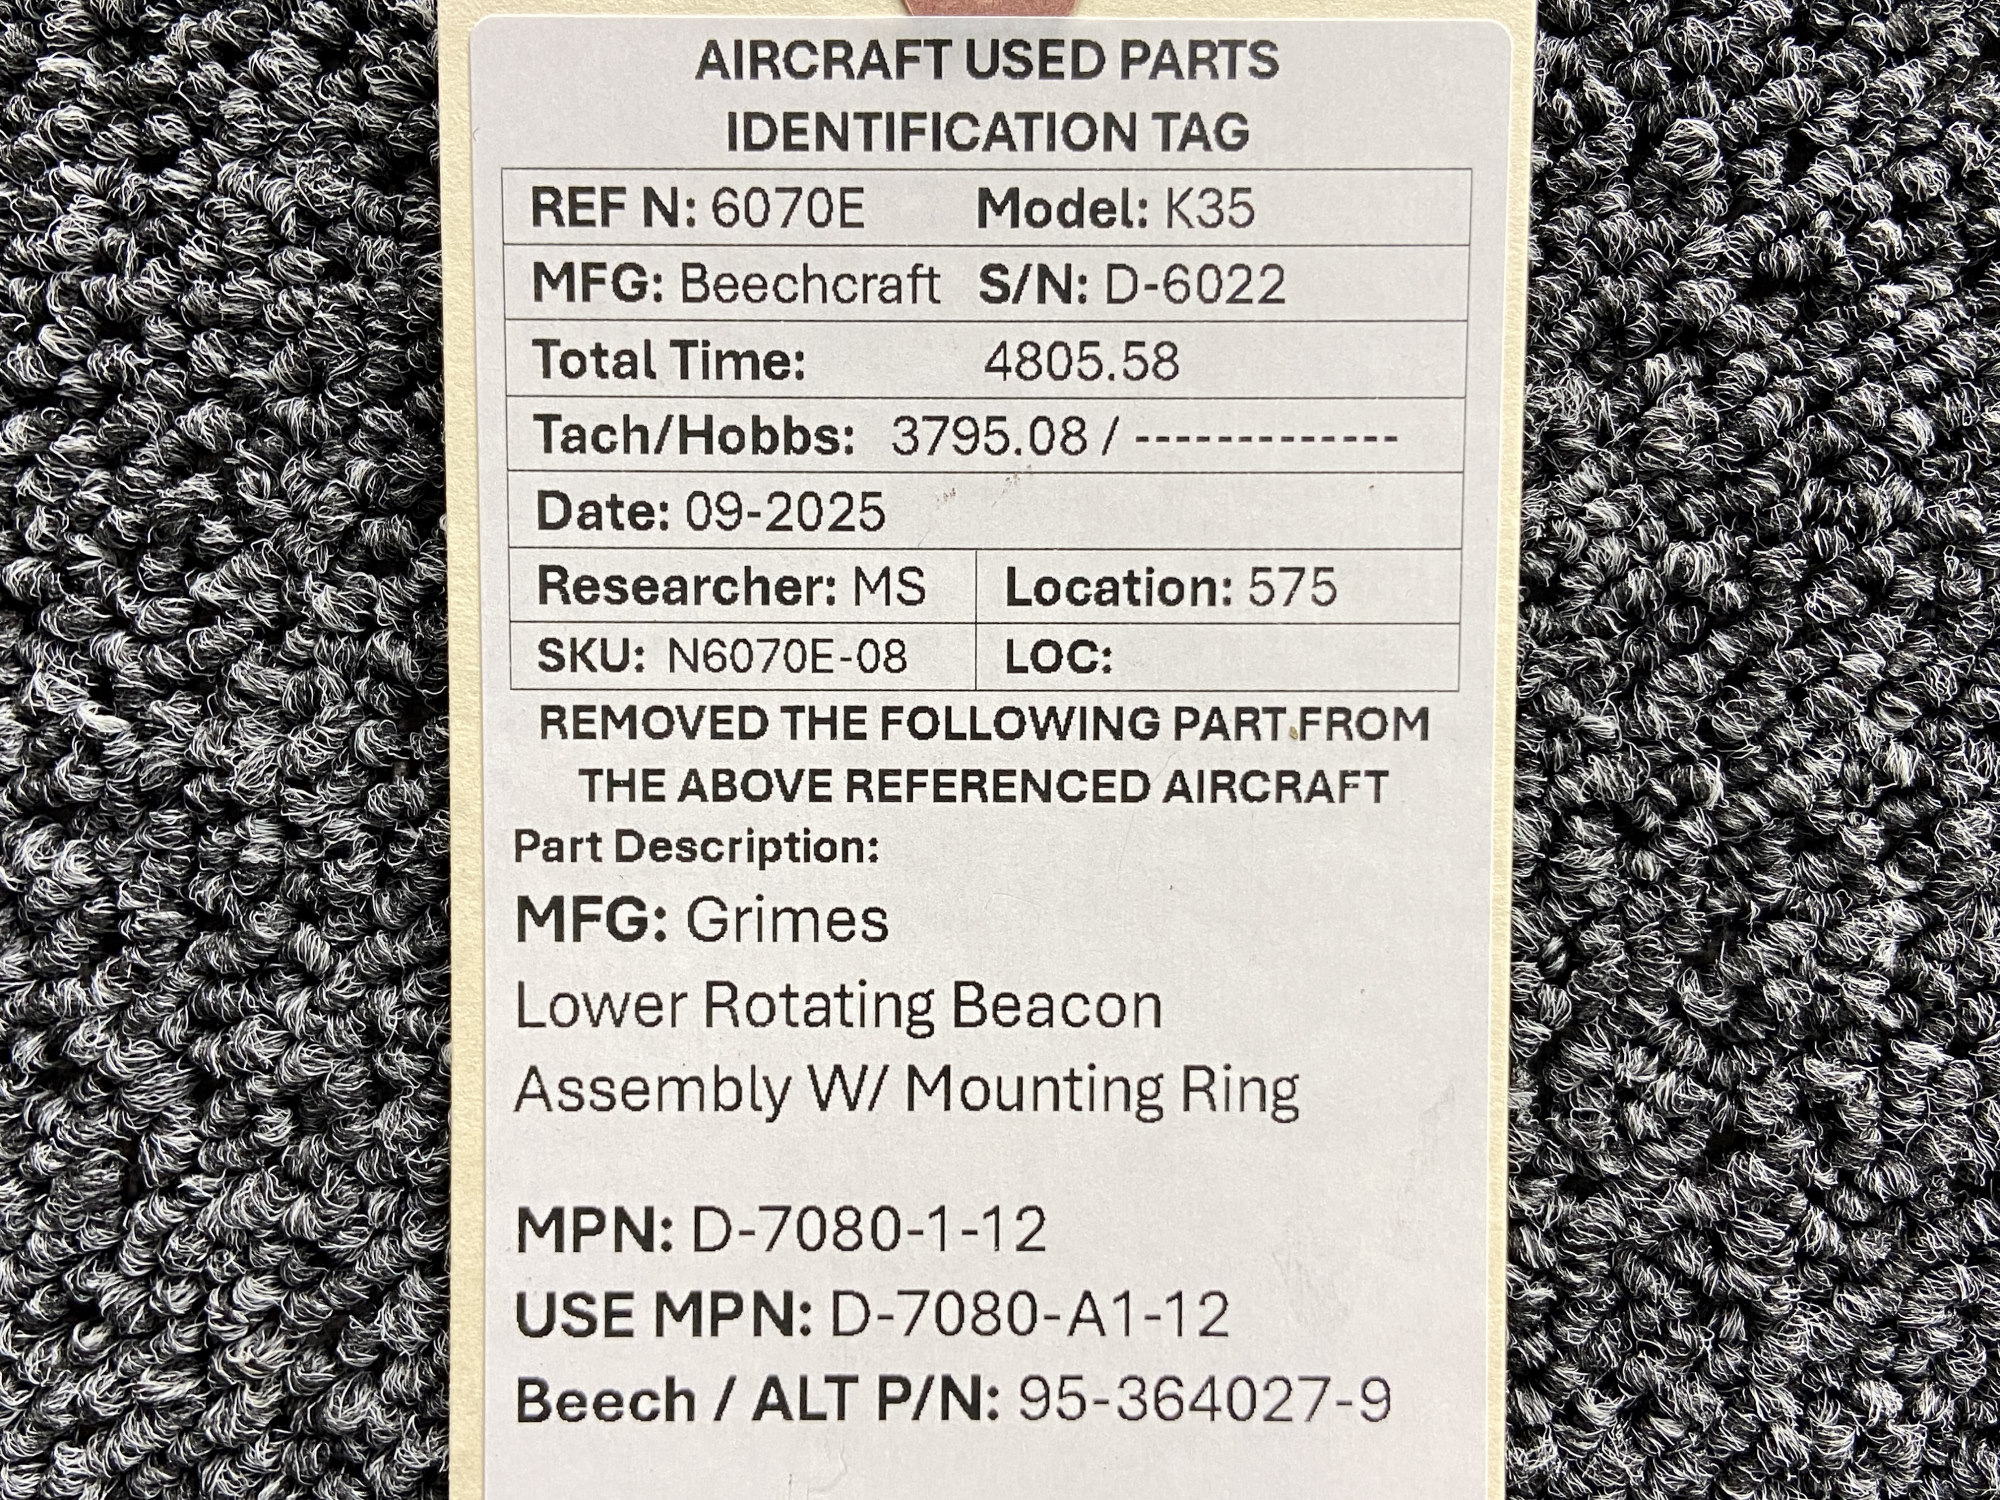 AIRCRAFT USED PARTS
IDENTIFICATION TAG
REF N: 6070E Model: K35
MFG: Beechcraft S/N: D-6022
Total Time: 4805.58
Tach/Hobbs: 3795.08 / -------------
Date: 09-2025
Researcher: MS Location: 575
SKU: N6070E-08 LOC:
REMOVED THE FOLLOWING PART FROM
THE ABOVE REFERENCED AIRCRAFT
Part Description:
MFG: Grimes
Lower Rotating Beacon
Assembly W/ Mounting Ring
MPN: D-7080-1-12
USE MPN: D-7080-A1-12
Beech / ALT P/N: 95-364027-9